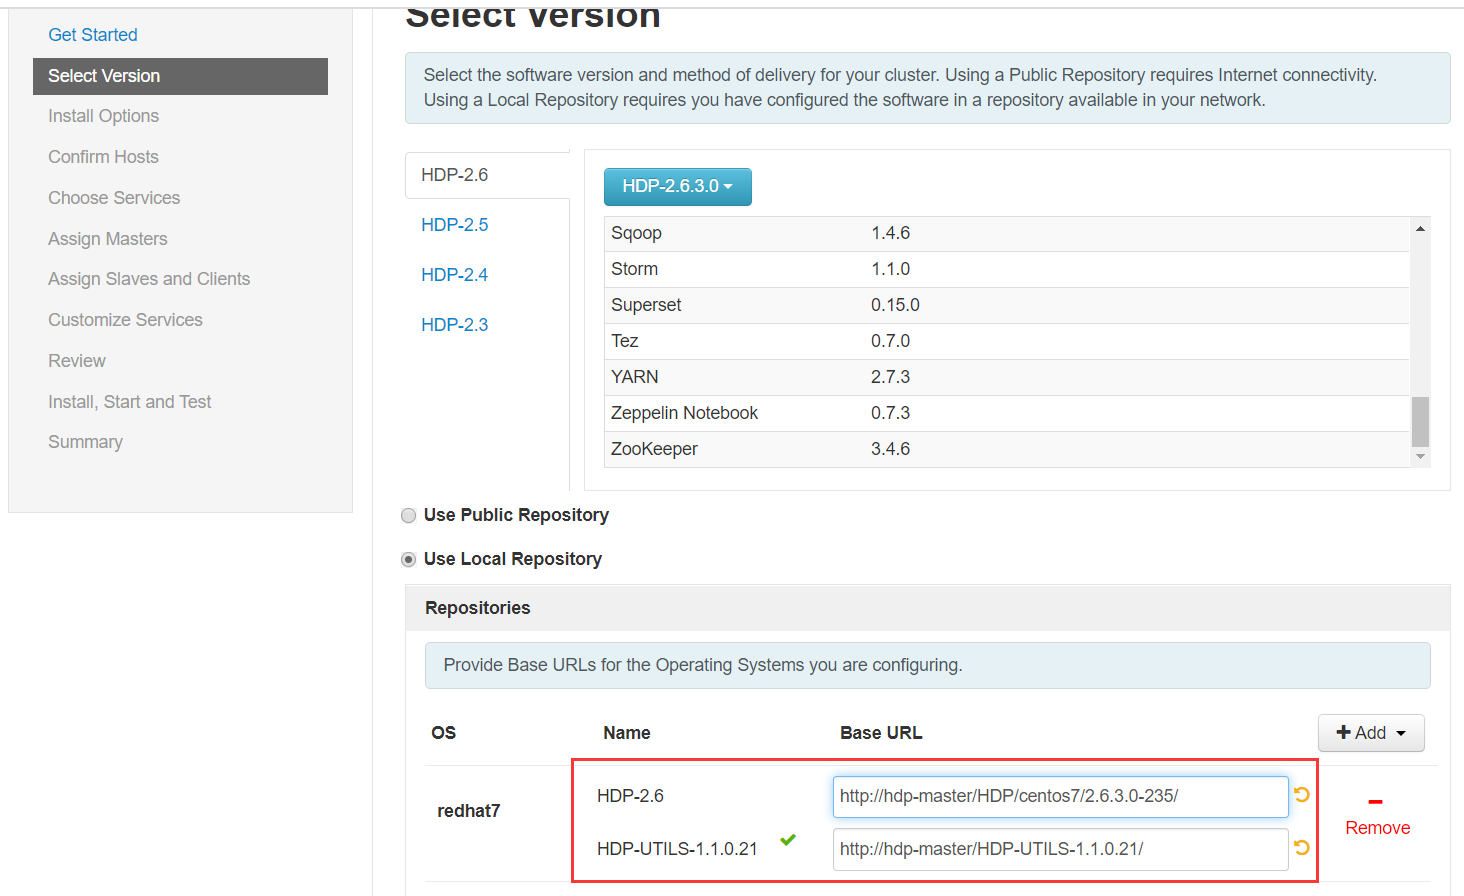 Select Version
Get Started
Select Version
Install Options
Confirm Hosts
Choose Services
Assign Masters
Assign Slaves and Clients
Customize Services
Review
Install, Start and Test
Summary
Select the software version and method of delivery for your cluster. Using a Public Repository requires Internet connectivity.
Using a Local Repository requires you have configured the software in a repository available in your network.
HDP-2.6
HDP-2.5
HDP-2.4
HDP-2.3
HDP-2.6.3.0
Sqoop 1.4.6
Storm 1.1.0
Superset 0.15.0
Tez 0.7.0
YARN 2.7.3
Zeppelin Notebook 0.7.3
ZooKeeper 3.4.6
Use Public Repository
Use Local Repository
Repositories
Provide Base URLs for the Operating Systems you are configuring.
OS Name Base URL Add
redhat7
HDP-2.6 http://hdp-master/HDP/centos7/2.6.3.0-235/
HDP-UTILS-1.1.0.21 http://hdp-master/HDP-UTILS-1.1.0.21/
Remove